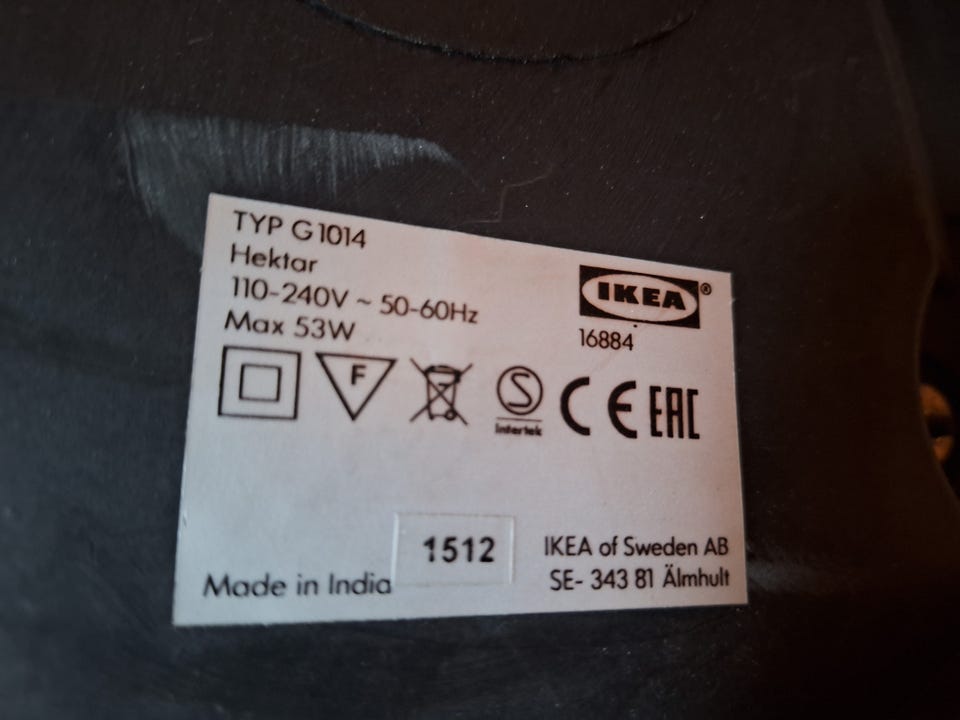 TYP G1014
Hektar
110-240V ~ 50-60Hz
Max 53W
IKEA®
16884
F
S
Intertek
CE
EAC
1512
Made in India
IKEA of Sweden AB
SE- 343 81 Älmhult